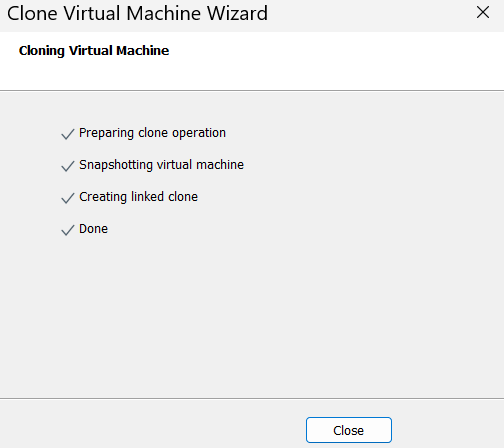 Clone Virtual Machine Wizard
Cloning Virtual Machine
Preparing clone operation
Snapshotting virtual machine
Creating linked clone
Done
Close